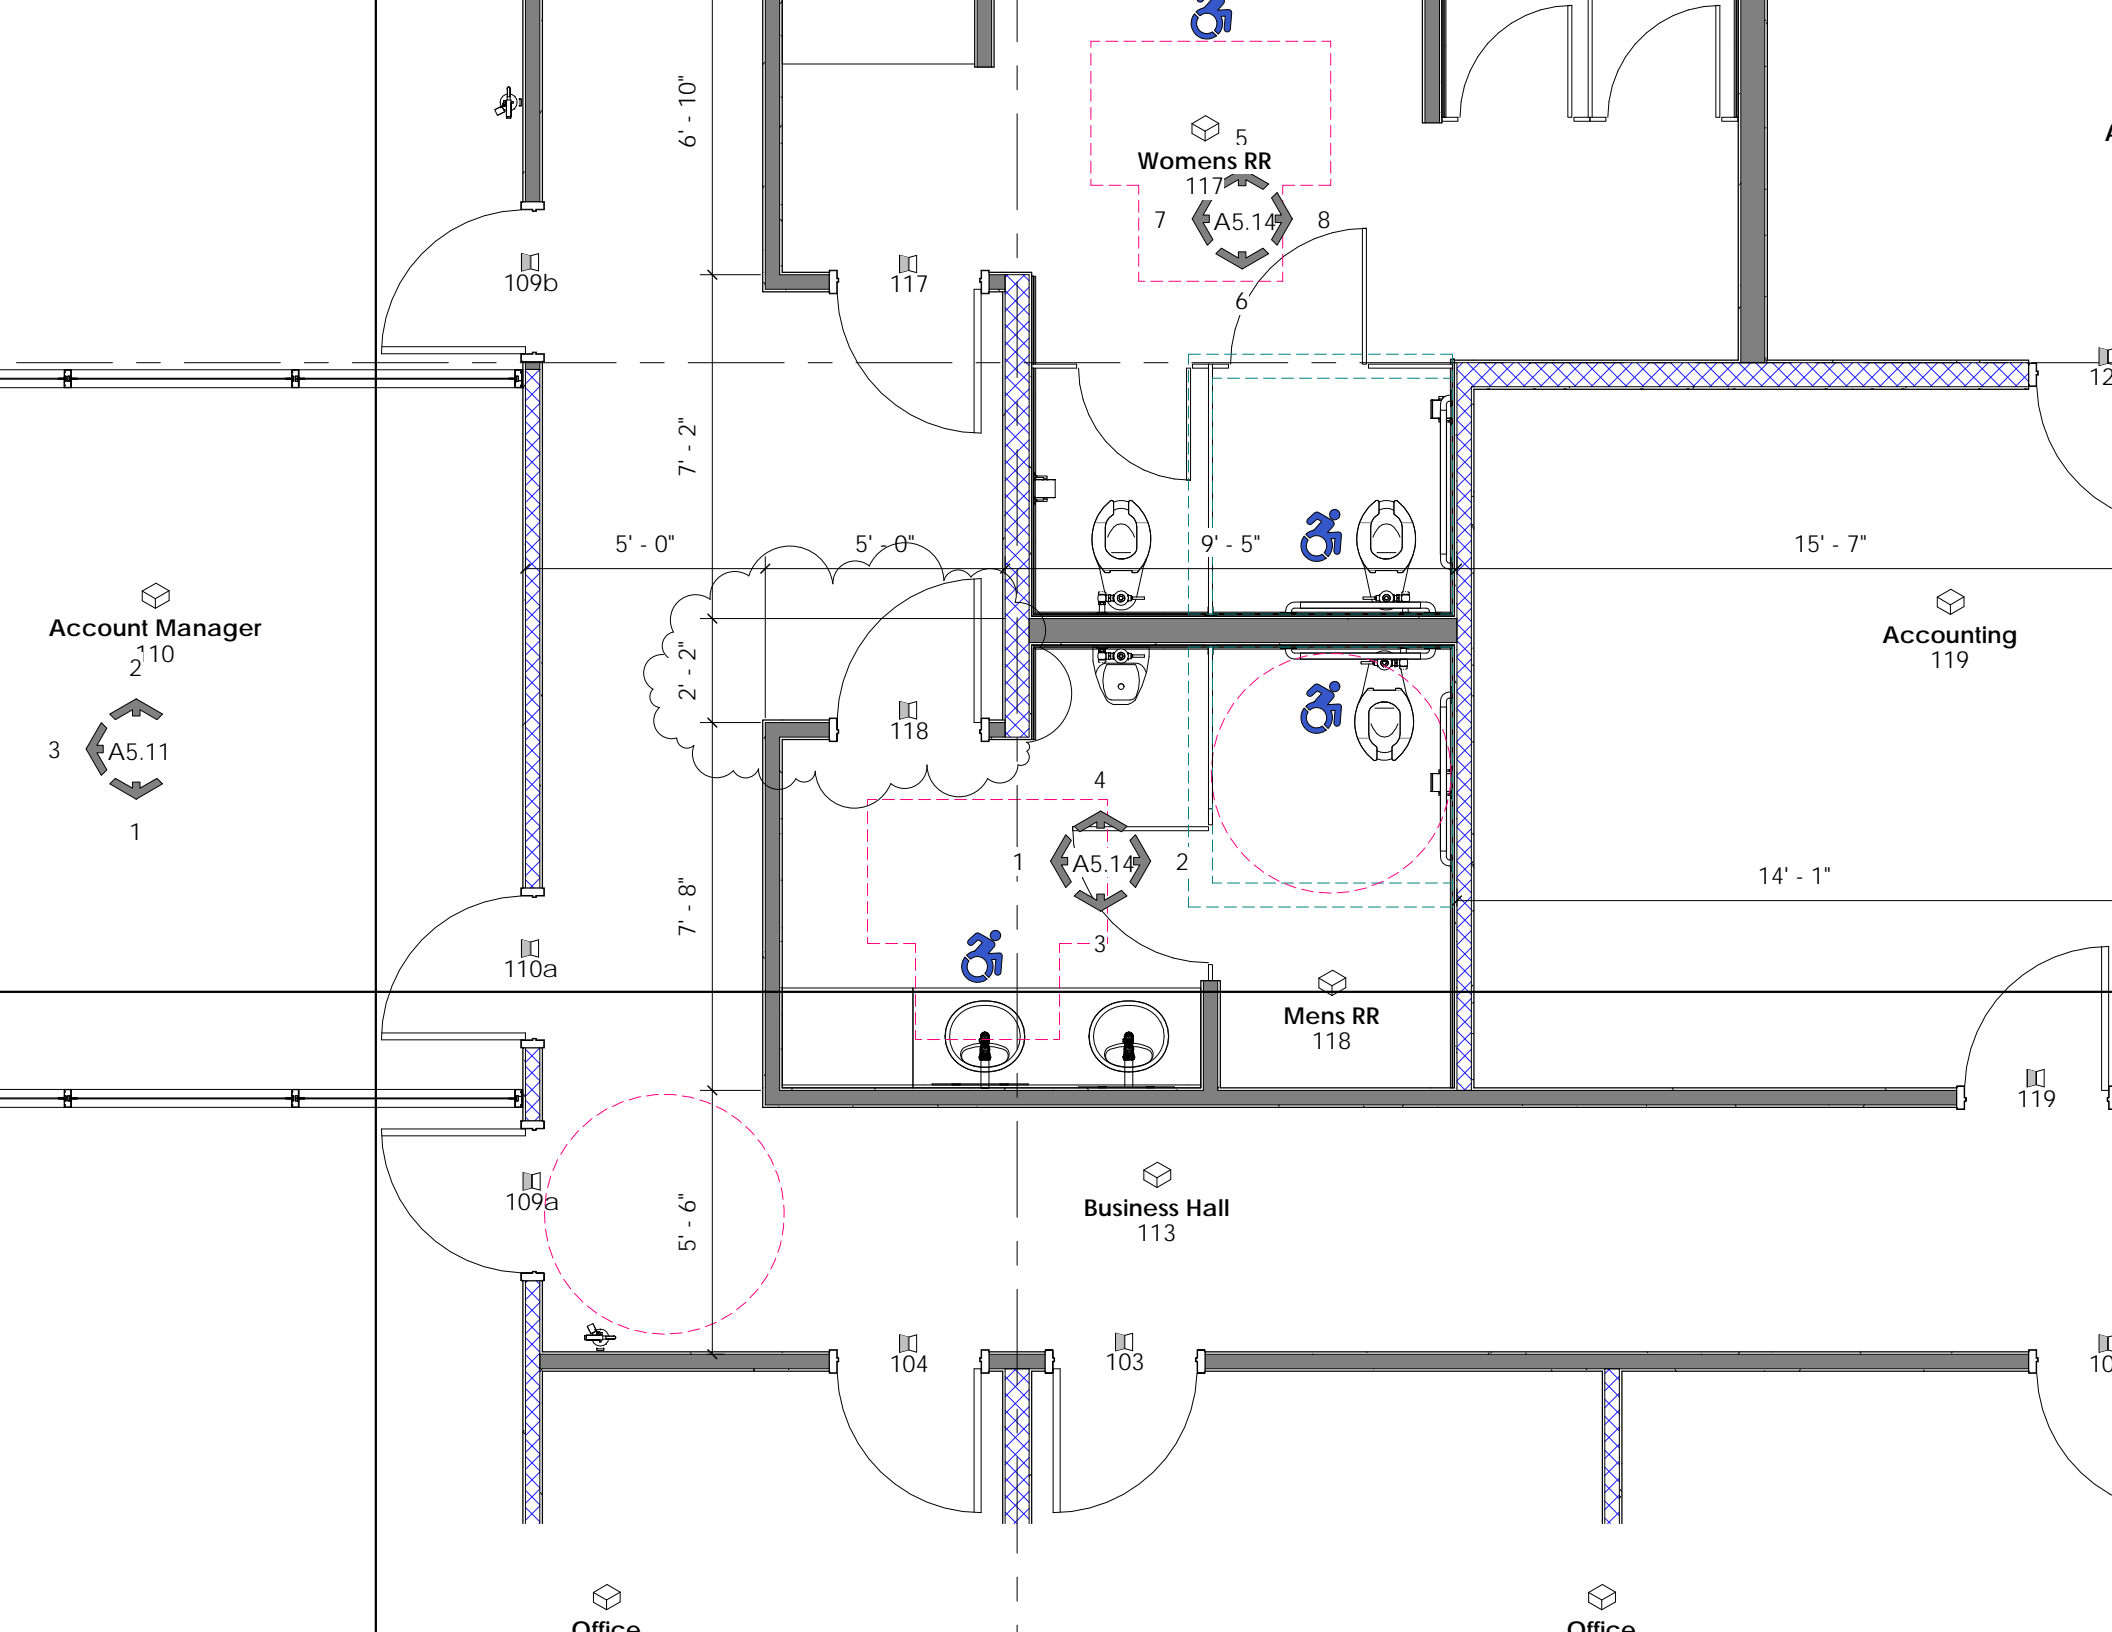 6' - 10"
5
Womens RR
117
7
A5.14
8
6
109b
117
12
7' - 2"
5' - 0"
5' - 0"
9' - 5"
15' - 7"
Account Manager
110
2
3
A5.11
1
Accounting
119
2' - 2"
118
4
1
A5.14
2
3
14' - 1"
7' - 8"
110a
Mens RR
118
119
109a
Business Hall
113
5' - 6"
104
103
10
Office
Office